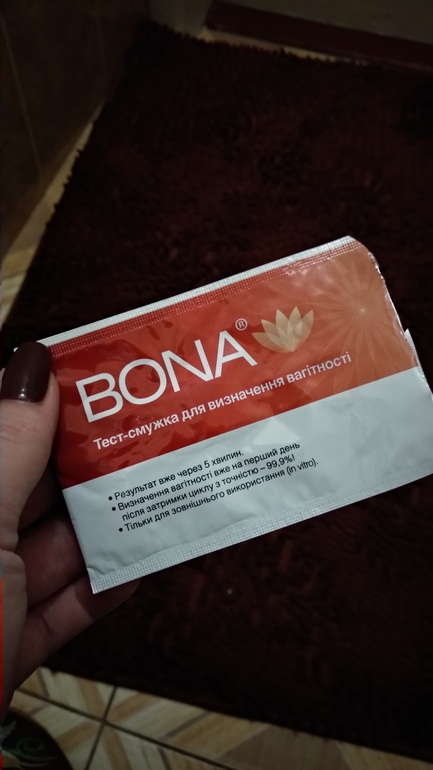 BONA®
Тест-смужка для визначення вагітності
• Результат вже через 5 хвилин.
• Визначення вагітності вже на перший день
після затримки циклу з точністю – 99,9%!
• Тільки для зовнішнього використання (in vitro).